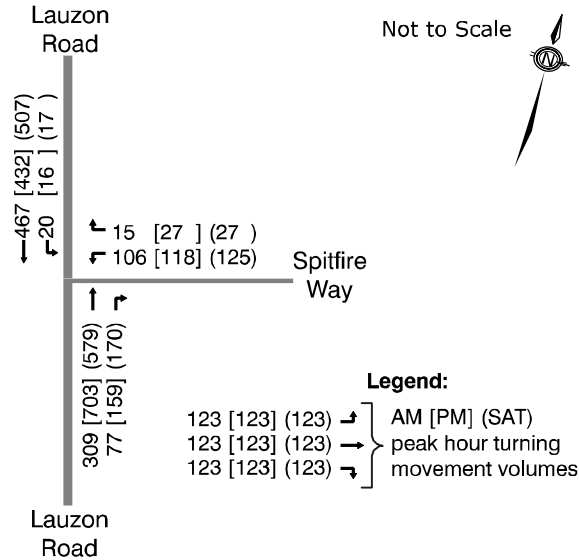 Lauzon
Road
Not to Scale
N
467 [432] (507)
20 [16 ] (17 )
15 [27 ] (27 )
106 [118] (125)
Spitfire
Way
309 [703] (579)
77 [159] (170)
Legend:
123 [123] (123)
123 [123] (123)
123 [123] (123)
AM [PM] (SAT)
peak hour turning
movement volumes
Lauzon
Road